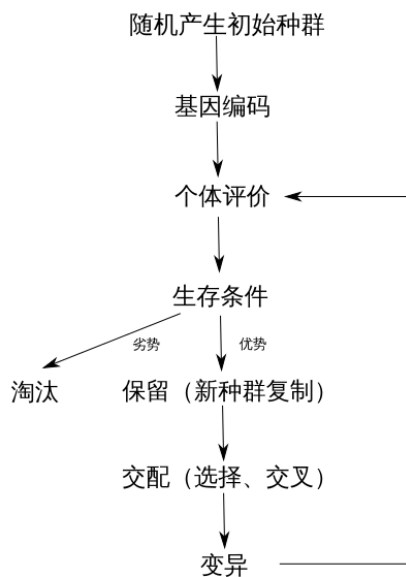 随机产生初始种群
基因编码
个体评价
生存条件
劣势
优势
淘汰
保留（新种群复制）
交配（选择、交叉）
变异